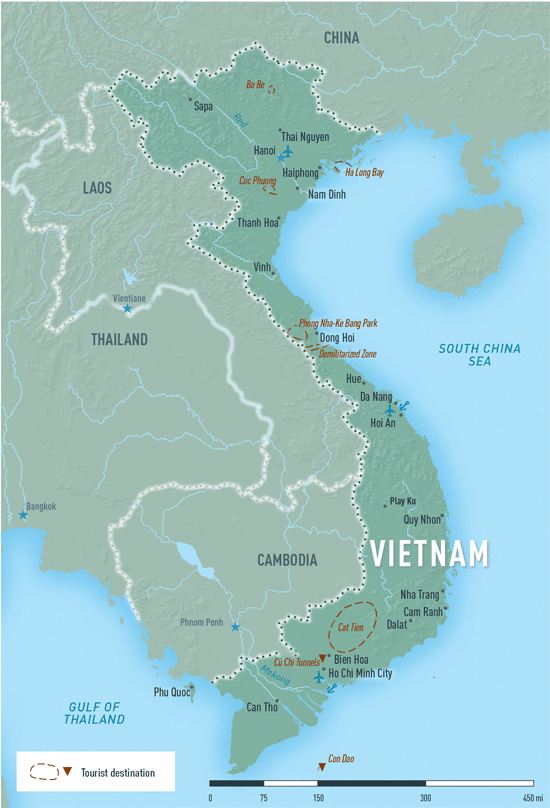 CHINA
Ba Be
Sapa
Red
Thai Nguyen
Hanoi
Haiphong
Ha Long Bay
LAOS
Cuc Phuong
Nam Dinh
Thanh Hoa
Vinh
Vientiane
Phong Nha-Ke Bang Park
Dong Hoi
THAILAND
Demilitarized Zone
SOUTH CHINA
SEA
Hue
Da Nang
Hoi An
Play Ku
Bangkok
Quy Nhon
VIETNAM
CAMBODIA
Nha Trang
Cam Ranh
Phnom Penh
Cat Tien
Dalat
Cu Chi Tunnels
Bien Hoa
Mekong
Ho Chi Minh City
Phu Quoc
GULF OF
THAILAND
Can Tho
Con Dao
Tourist destination
0 75 150 300 450 mi